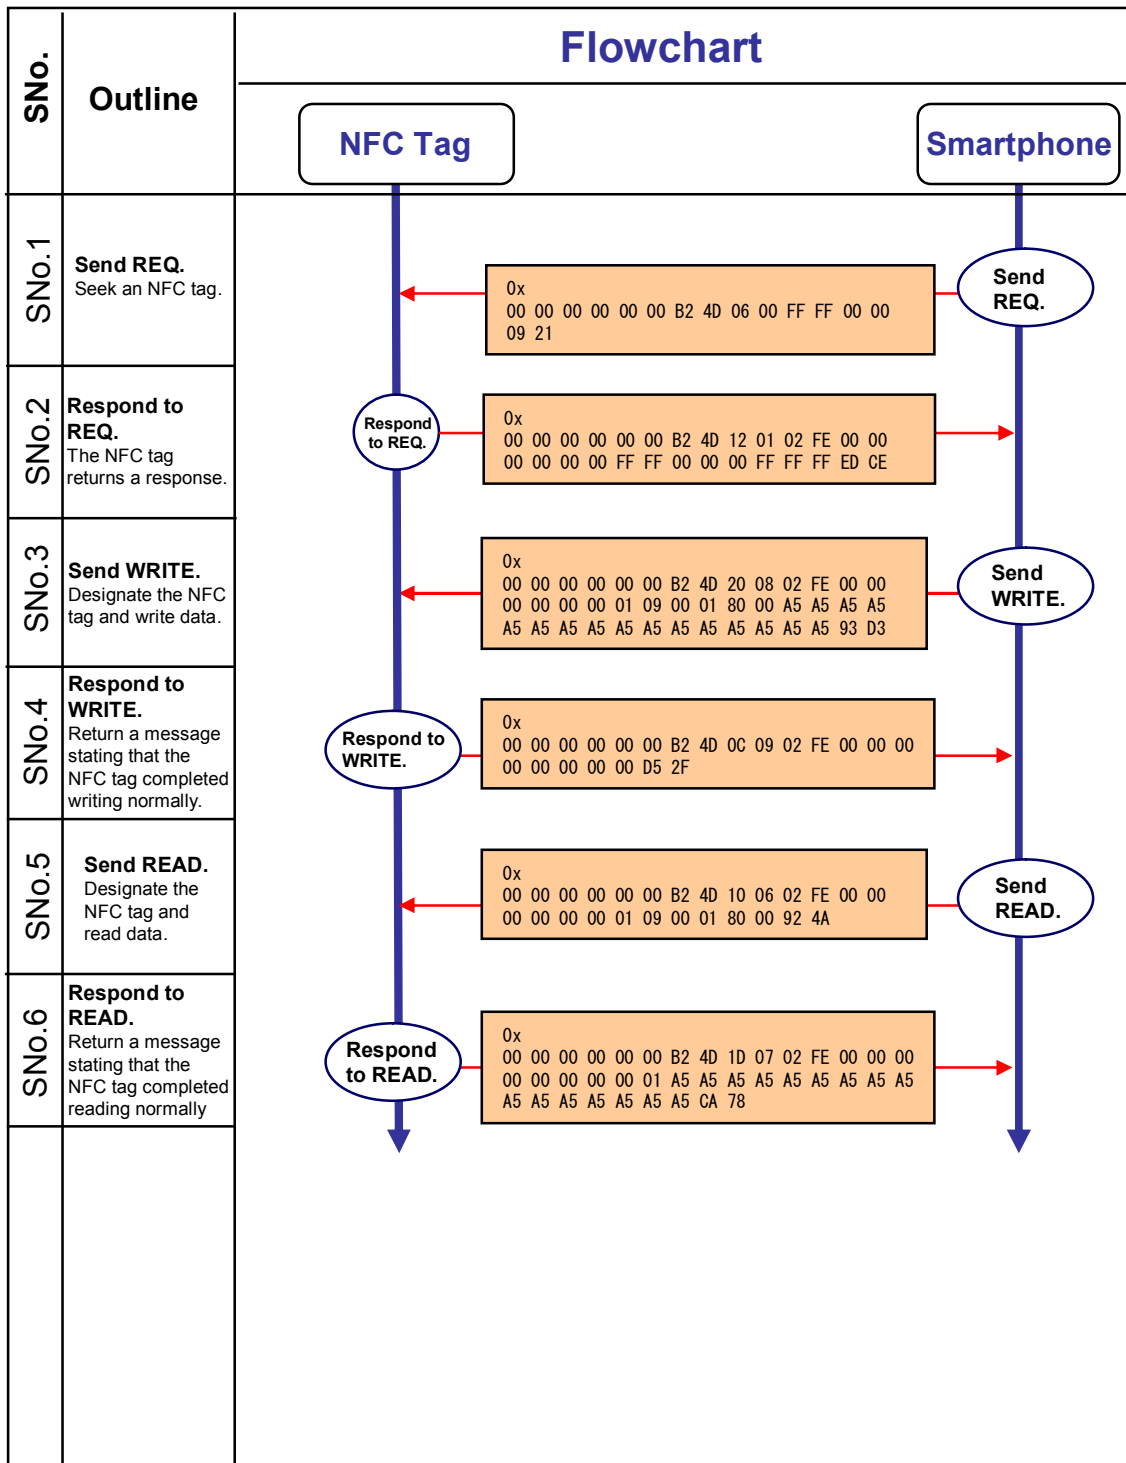 SNo.
Outline
Flowchart
NFC Tag
Smartphone
SNo.1
Send REQ.
Seek an NFC tag.
0x
00 00 00 00 00 00 B2 4D 06 00 FF FF 00 00
09 21
Send
REQ.
SNo.2
Respond to
REQ.
The NFC tag
returns a response.
Respond
to REQ.
0x
00 00 00 00 00 00 B2 4D 12 01 02 FE 00 00
00 00 00 00 FF FF 00 00 00 FF FF FF ED CE
SNo.3
Send WRITE.
Designate the NFC
tag and write data.
0x
00 00 00 00 00 00 B2 4D 20 08 02 FE 00 00
00 00 00 00 01 09 00 01 80 00 A5 A5 A5 A5
A5 A5 A5 A5 A5 A5 A5 A5 A5 A5 A5 A5 93 D3
Send
WRITE.
SNo.4
Respond to
WRITE.
Return a message
stating that the
NFC tag completed
writing normally.
Respond to
WRITE.
0x
00 00 00 00 00 00 B2 4D 0C 09 02 FE 00 00 00
00 00 00 00 00 D5 2F
SNo.5
Send READ.
Designate the
NFC tag and
read data.
0x
00 00 00 00 00 00 B2 4D 10 06 02 FE 00 00
00 00 00 00 01 09 00 01 80 00 92 4A
Send
READ.
SNo.6
Respond to
READ.
Return a message
stating that the
NFC tag completed
reading normally
Respond
to READ.
0x
00 00 00 00 00 00 B2 4D 1D 07 02 FE 00 00 00
00 00 00 00 00 01 A5 A5 A5 A5 A5 A5 A5 A5 A5
A5 A5 A5 A5 A5 A5 A5 CA 78